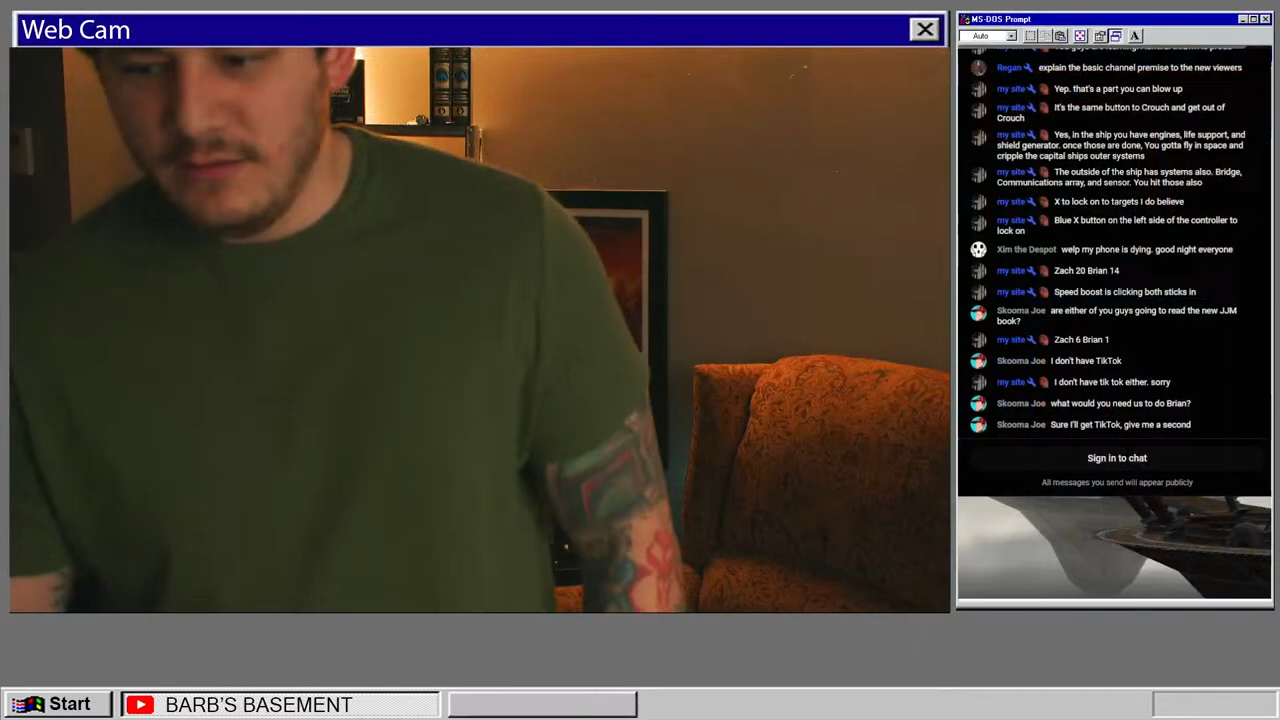 Web Cam
MS-DOS Prompt
Auto
A
Regan explain the basic channel premise to the new viewers
my site Yep. that's a part you can blow up
my site It's the same button to Crouch and get out of
Crouch
my site Yes, in the ship you have engines, life support, and
shield generator. once those are done, You gotta fly in space and
cripple the capital ships outer systems
my site The outside of the ship has systems also. Bridge,
Communications array, and sensor. You hit those also
my site X to lock on to targets I do believe
my site Blue X button on the left side of the controller to
lock on
Xim the Despot welp my phone is dying. good night everyone
my site Zach 20 Brian 14
my site Speed boost is clicking both sticks in
Skooma Joe are either of you guys going to read the new JJM
book?
my site Zach 6 Brian 1
Skooma Joe I don't have TikTok
my site I don't have tik tok either. sorry
Skooma Joe what would you need us to do Brian?
Skooma Joe Sure I'll get TikTok, give me a second
Sign in to chat
All messages you send will appear publicly
Start
BARB'S BASEMENT